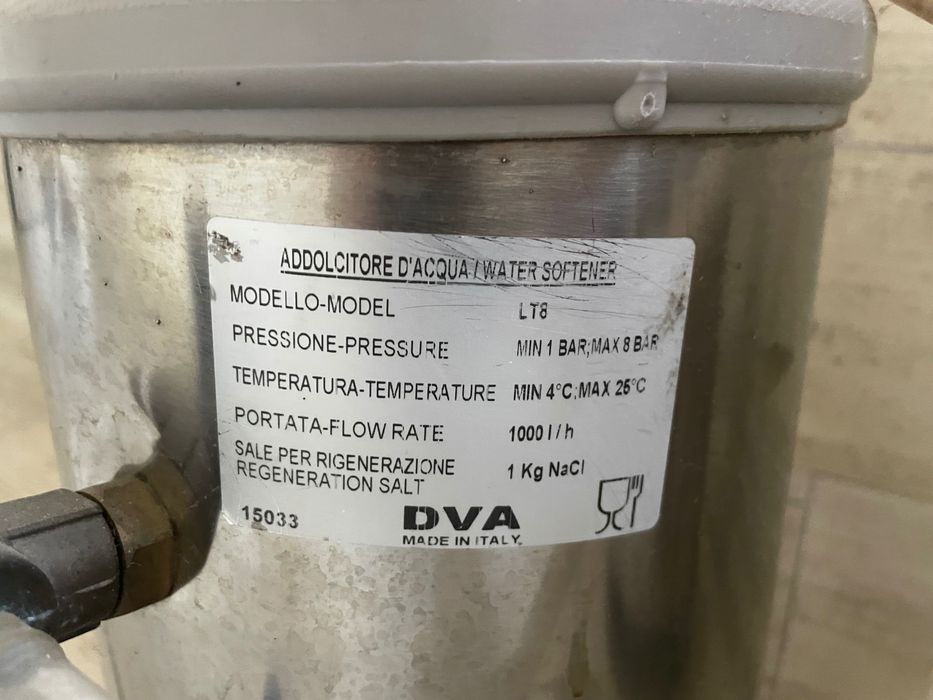 ADDOLCITORE D'ACQUA / WATER SOFTENER
MODELLO-MODEL LT8
PRESSIONE-PRESSURE MIN 1 BAR;MAX 8 BAR
TEMPERATURA-TEMPERATURE MIN 4°C;MAX 25°C
PORTATA-FLOW RATE 1000 l / h
SALE PER RIGENERAZIONE
REGENERATION SALT 1 Kg NaCl
15033 DVA
MADE IN ITALY